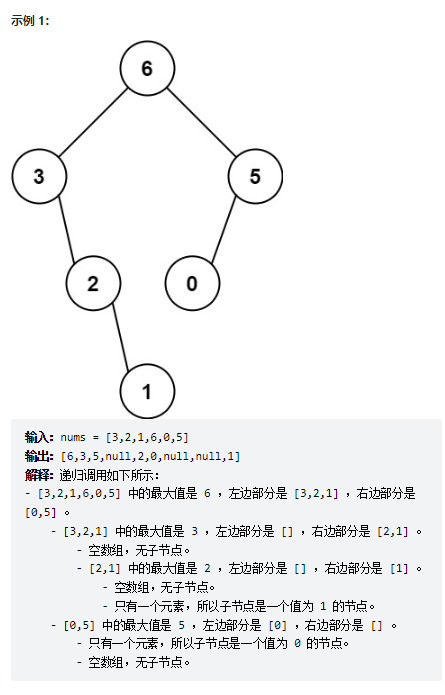 示例 1:
6
3
5
2
0
1
输入：nums = [3,2,1,6,0,5]
输出：[6,3,5,null,2,0,null,null,1]
解释：递归调用如下所示：
- [3,2,1,6,0,5] 中的最大值是 6 ，左边部分是 [3,2,1] ，右边部分是
[0,5] 。
- [3,2,1] 中的最大值是 3 ，左边部分是 [] ，右边部分是 [2,1] 。
- 空数组，无子节点。
- [2,1] 中的最大值是 2 ，左边部分是 [] ，右边部分是 [1] 。
- 空数组，无子节点。
- 只有一个元素，所以子节点是一个值为 1 的节点。
- [0,5] 中的最大值是 5 ，左边部分是 [0] ，右边部分是 [] 。
- 只有一个元素，所以子节点是一个值为 0 的节点。
- 空数组，无子节点。